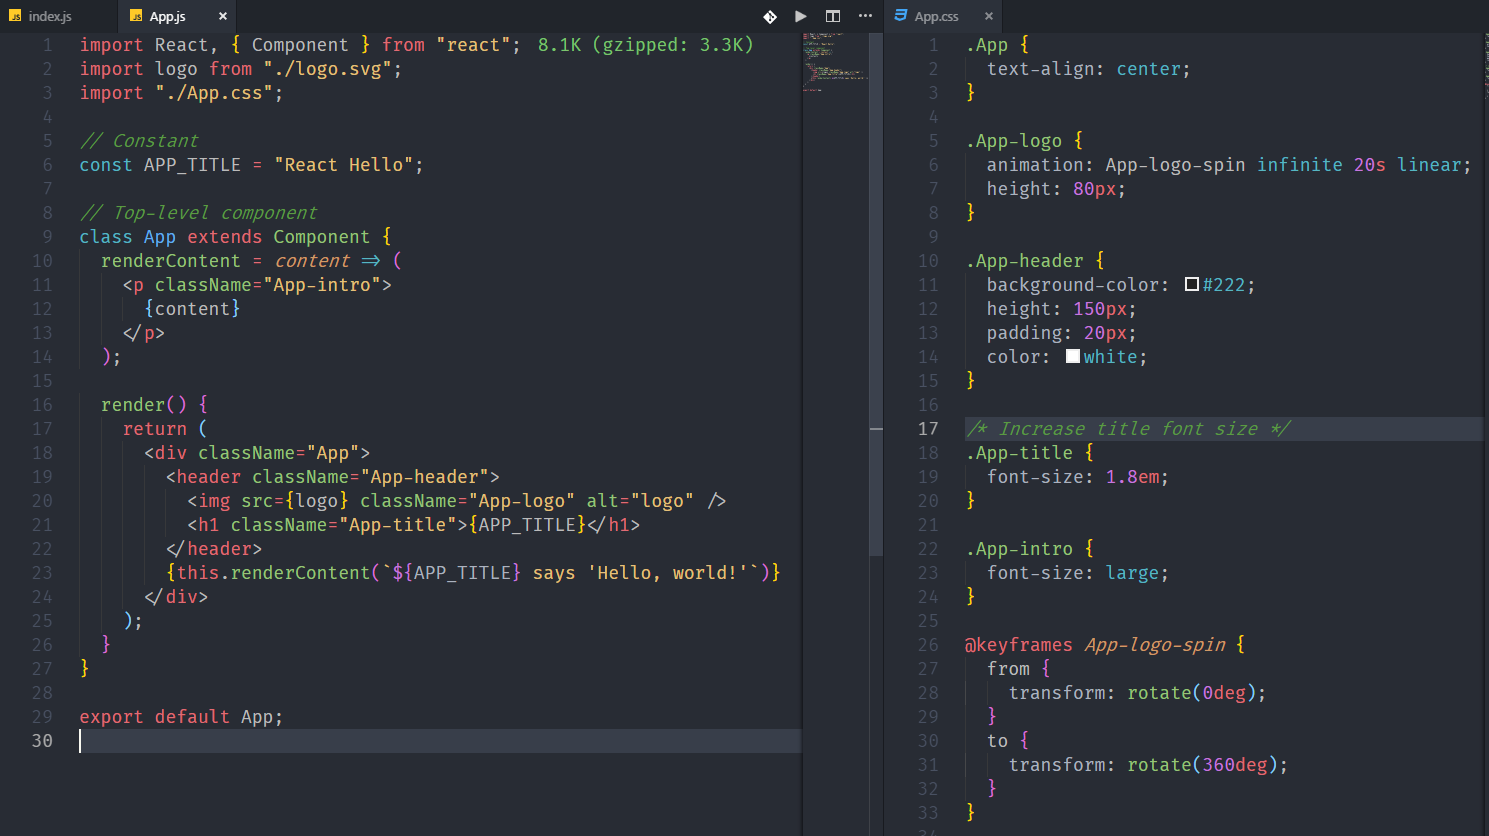 JS index.js
JS App.js ×
App.css ×
1 import React, { Component } from "react"; 8.1K (gzipped: 3.3K)
2 import logo from "./logo.svg";
3 import "./App.css";
4
5 // Constant
6 const APP_TITLE = "React Hello";
7
8 // Top-level component
9 class App extends Component {
10   renderContent = content => (
11     <p className="App-intro">
12       {content}
13     </p>
14   );
15
16   render() {
17     return (
18       <div className="App">
19         <header className="App-header">
20           <img src={logo} className="App-logo" alt="logo" />
21           <h1 className="App-title">{APP_TITLE}</h1>
22         </header>
23         {this.renderContent(`${APP_TITLE} says 'Hello, world!'`)}
24       </div>
25     );
26   }
27 }
28
29 export default App;
30
1 .App {
2   text-align: center;
3 }
4
5 .App-logo {
6   animation: App-logo-spin infinite 20s linear;
7   height: 80px;
8 }
9
10 .App-header {
11   background-color: #222;
12   height: 150px;
13   padding: 20px;
14   color: white;
15 }
16
17 /* Increase title font size */
18 .App-title {
19   font-size: 1.8em;
20 }
21
22 .App-intro {
23   font-size: large;
24 }
25
26 @keyframes App-logo-spin {
27   from {
28     transform: rotate(0deg);
29   }
30   to {
31     transform: rotate(360deg);
32   }
33 }